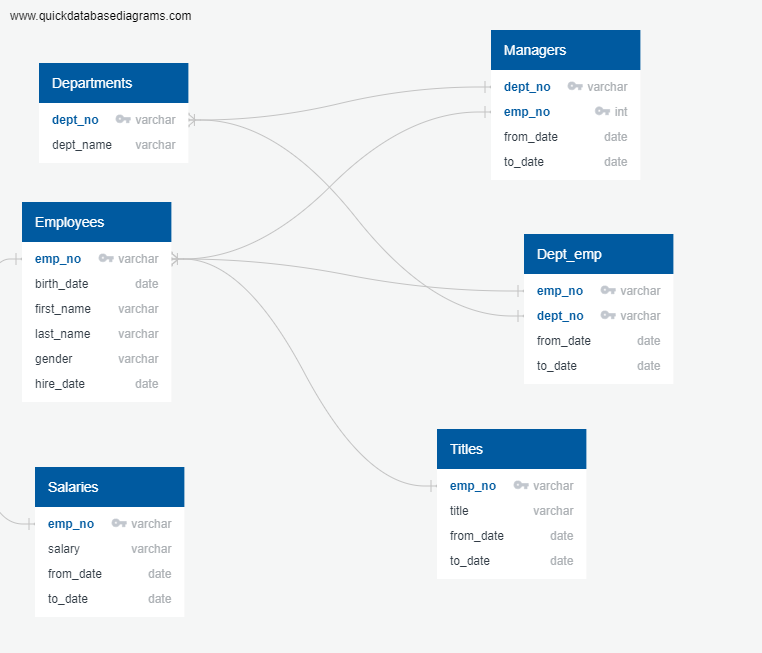 www.quickdatabasediagrams.com
Departments
dept_no varchar
dept_name varchar
Employees
emp_no varchar
birth_date date
first_name varchar
last_name varchar
gender varchar
hire_date date
Salaries
emp_no varchar
salary varchar
from_date date
to_date date
Managers
dept_no varchar
emp_no int
from_date date
to_date date
Dept_emp
emp_no varchar
dept_no varchar
from_date date
to_date date
Titles
emp_no varchar
title varchar
from_date date
to_date date